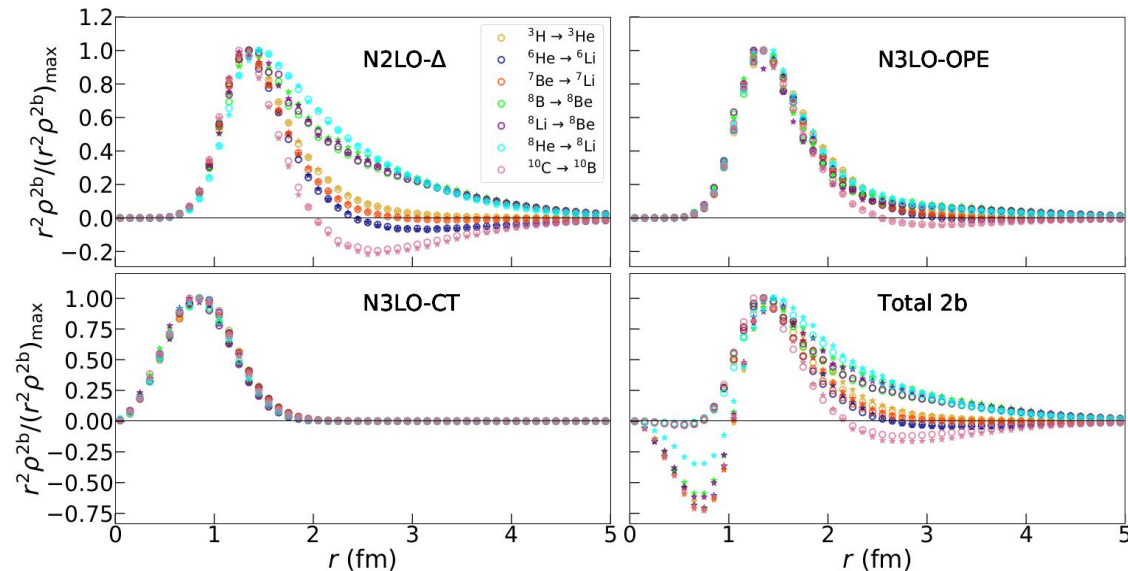 r²ρ²ᵇ/(r²ρ²ᵇ)ₘₐₓ
1.2
1.0
0.8
0.6
0.4
0.2
0.0
−0.2
N2LO-Δ
³H → ³He
⁶He → ⁶Li
⁷Be → ⁷Li
⁸B → ⁸Be
⁸Li → ⁸Be
⁸He → ⁸Li
¹⁰C → ¹⁰B
N3LO-OPE
r²ρ²ᵇ/(r²ρ²ᵇ)ₘₐₓ
1.00
0.75
0.50
0.25
0.00
−0.25
−0.50
−0.75
N3LO-CT
0 1 2 3 4 5
r (fm)
Total 2b
0 1 2 3 4 5
r (fm)